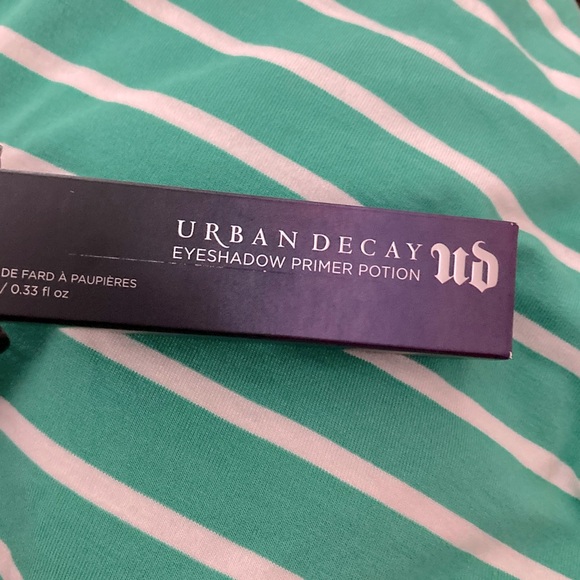 URBAN DECAY
EYESHADOW PRIMER POTION
UD
DE FARD À PAUPIÈRES
/ 0.33 fl oz